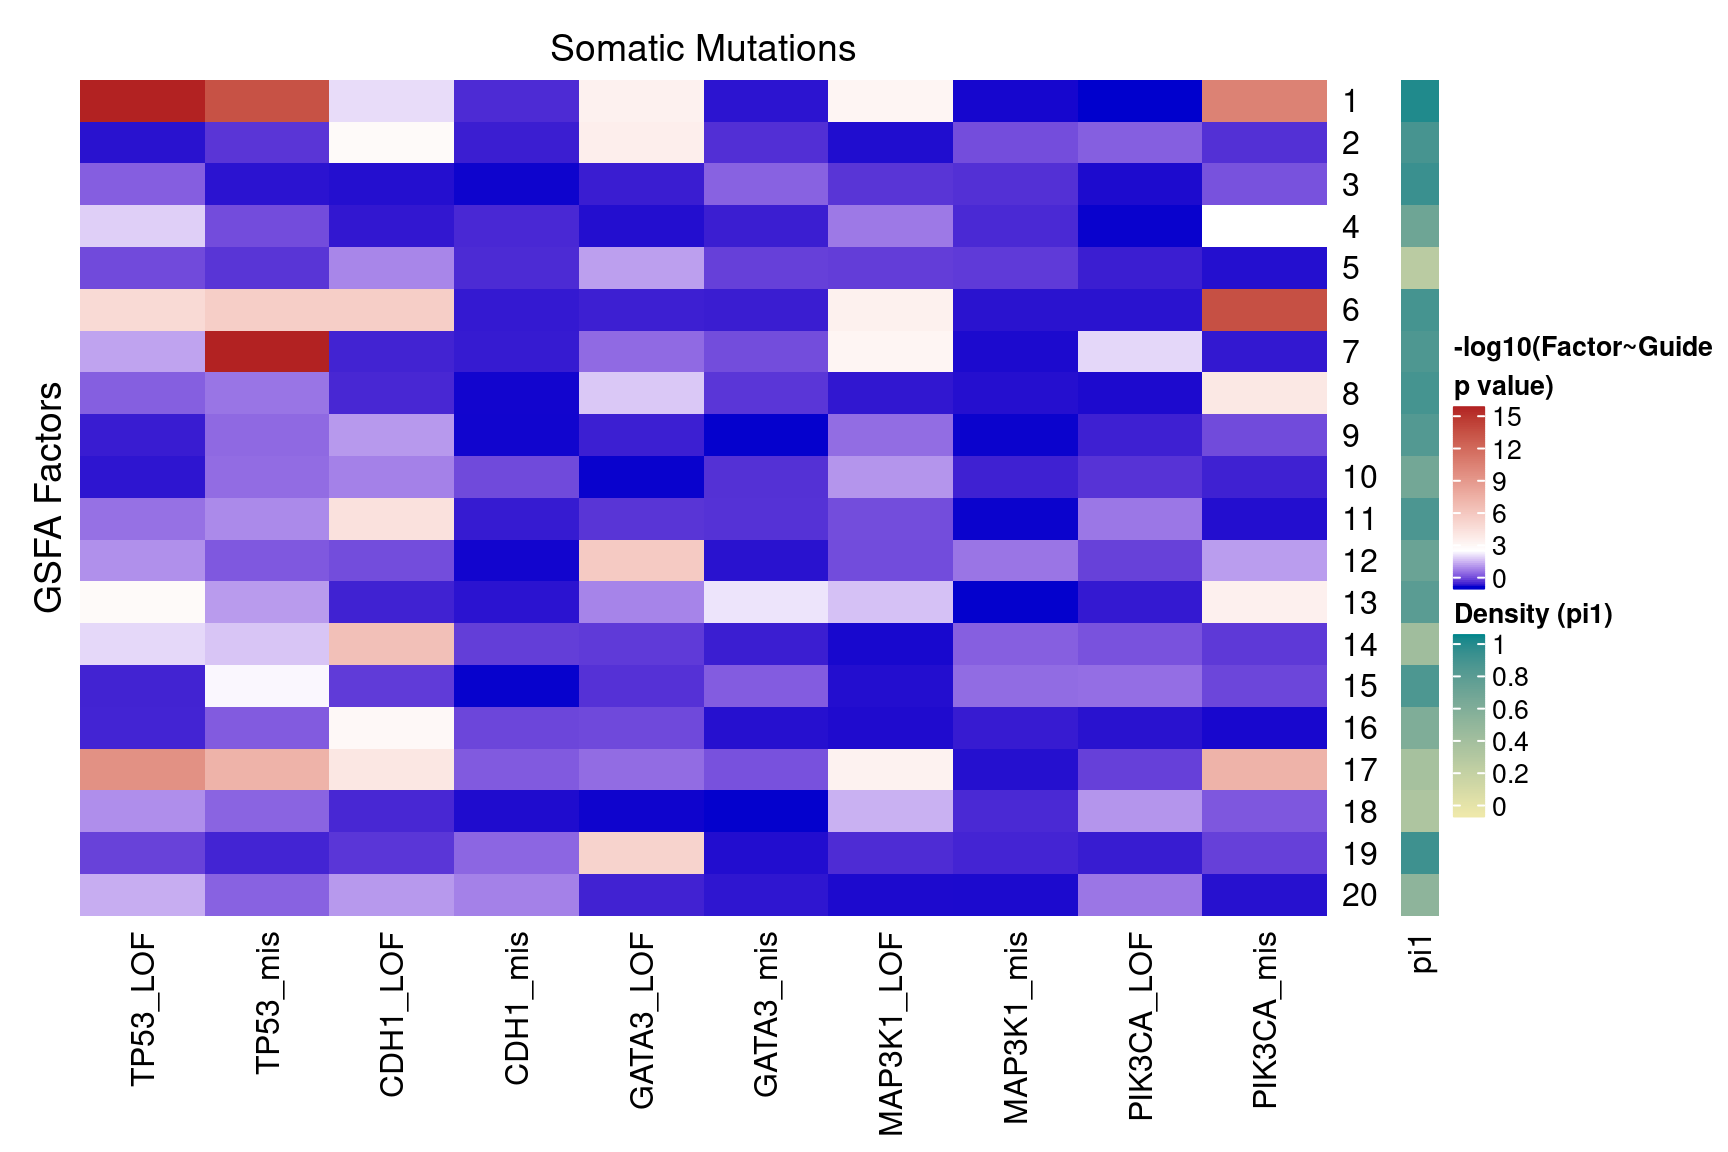 Somatic Mutations
GSFA Factors
1
2
3
4
5
6
7
8
9
10
11
12
13
14
15
16
17
18
19
20
TP53_LOF
TP53_mis
CDH1_LOF
CDH1_mis
GATA3_LOF
GATA3_mis
MAP3K1_LOF
MAP3K1_mis
PIK3CA_LOF
PIK3CA_mis
pi1
-log10(Factor~Guide
p value)
15
12
9
6
3
0
Density (pi1)
1
0.8
0.6
0.4
0.2
0